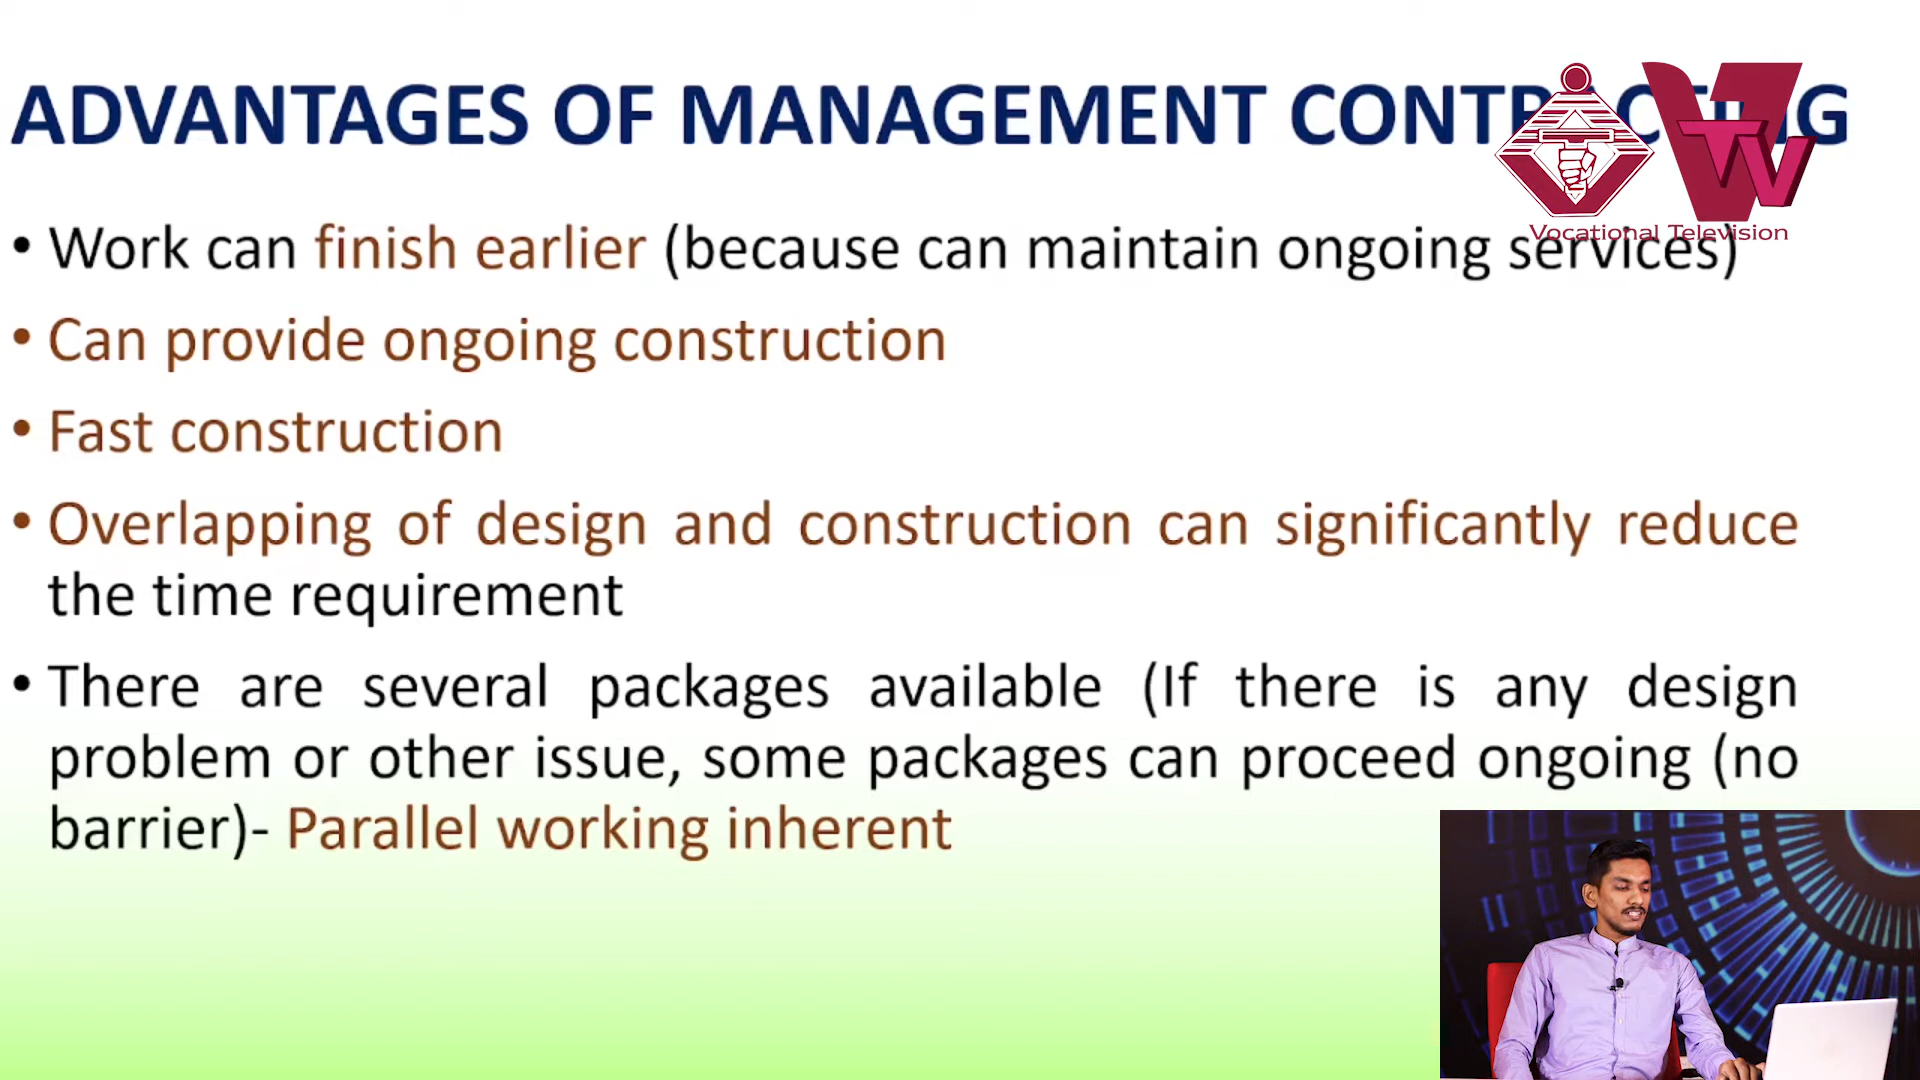 ADVANTAGES OF MANAGEMENT CONTRACTING
Vocational Television
• Work can finish earlier (because can maintain ongoing services)
• Can provide ongoing construction
• Fast construction
• Overlapping of design and construction can significantly reduce
the time requirement
• There are several packages available (If there is any design
problem or other issue, some packages can proceed ongoing (no
barrier)- Parallel working inherent
VTV